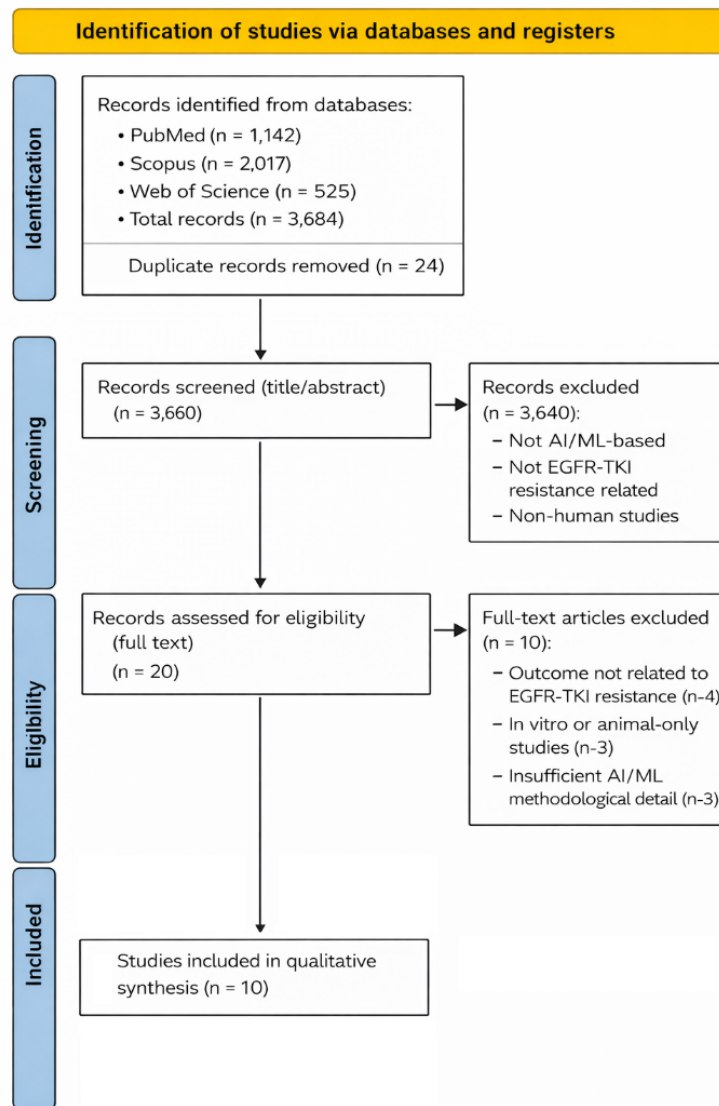 Identification of studies via databases and registers
Identification
Records identified from databases:
• PubMed (n = 1,142)
• Scopus (n = 2,017)
• Web of Science (n = 525)
• Total records (n = 3,684)
Duplicate records removed (n = 24)
Screening
Records screened (title/abstract)
(n = 3,660)
Records excluded
(n = 3,640):
– Not AI/ML-based
– Not EGFR-TKI
resistance related
– Non-human studies
Eligibility
Records assessed for eligibility
(full text)
(n = 20)
Full-text articles excluded
(n = 10):
– Outcome not related to
EGFR-TKI resistance (n-4)
– In vitro or animal-only
studies (n-3)
– Insufficient AI/ML
methodological detail (n-3)
Included
Studies included in qualitative
synthesis (n = 10)